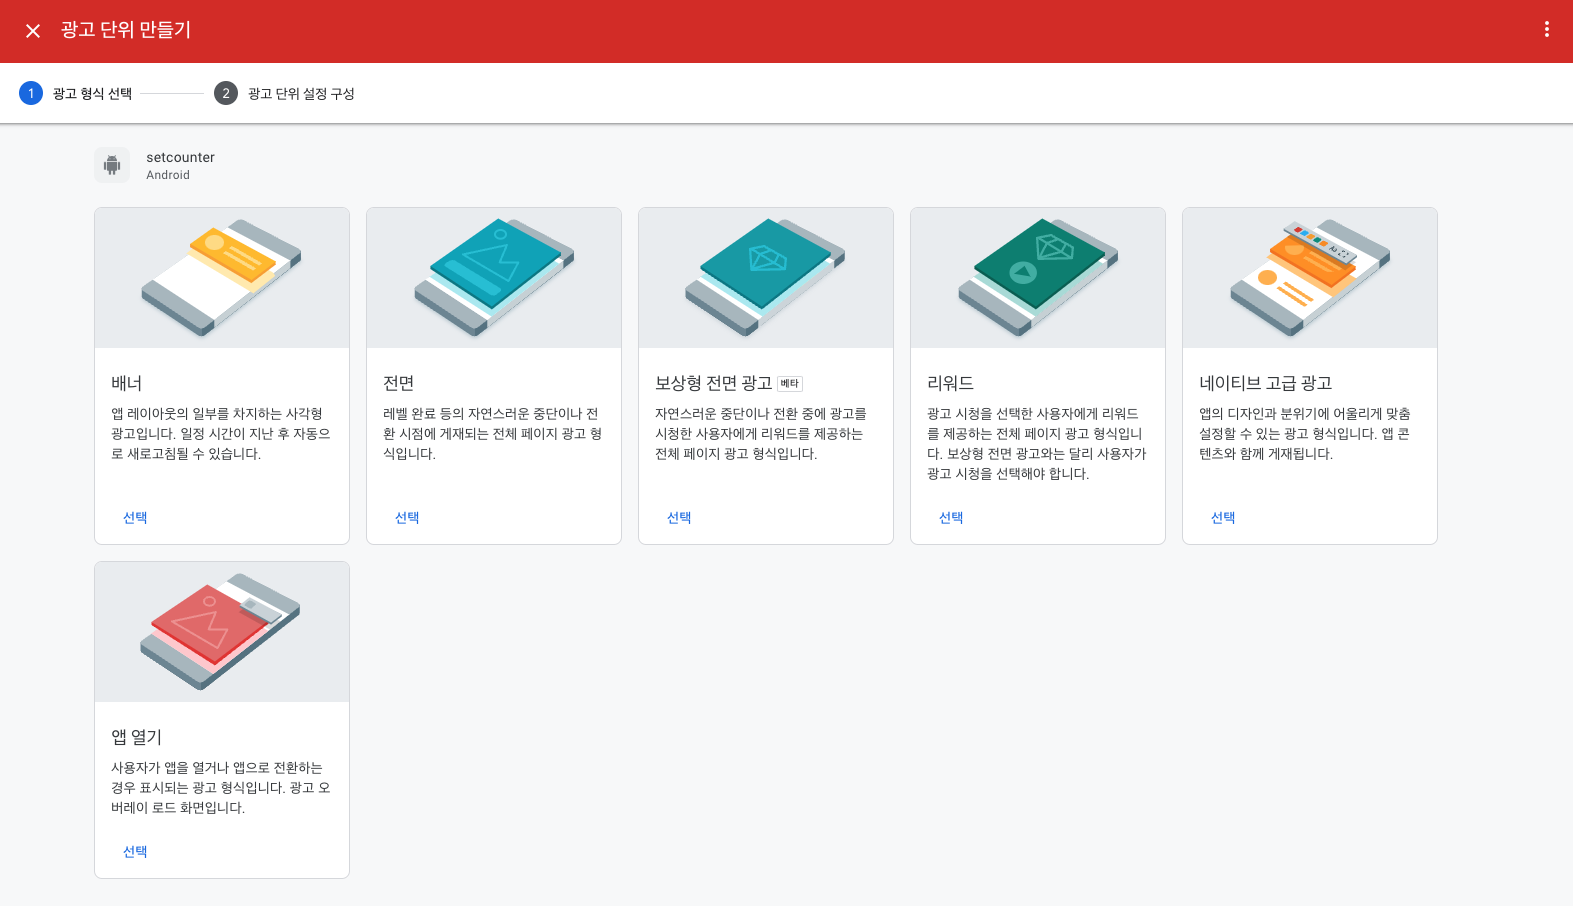 광고 단위 만들기
1 광고 형식 선택 2 광고 단위 설정 구성
setcounter
Android
배너
앱 레이아웃의 일부를 차지하는 사각형
광고입니다. 일정 시간이 지난 후 자동으
로 새로고침될 수 있습니다.
선택
전면
레벨 완료 등의 자연스러운 중단이나 전
환 시점에 게재되는 전체 페이지 광고 형
식입니다.
선택
보상형 전면 광고 베타
자연스러운 중단이나 전환 중에 광고를
시청한 사용자에게 리워드를 제공하는
전체 페이지 광고 형식입니다.
선택
리워드
광고 시청을 선택한 사용자에게 리워드
를 제공하는 전체 페이지 광고 형식입니
다. 보상형 전면 광고와는 달리 사용자가
광고 시청을 선택해야 합니다.
선택
네이티브 고급 광고
앱의 디자인과 분위기에 어울리게 맞춤
설정할 수 있는 광고 형식입니다. 앱 콘
텐츠와 함께 게재됩니다.
선택
앱 열기
사용자가 앱을 열거나 앱으로 전환하는
경우 표시되는 광고 형식입니다. 광고 오
버레이 로드 화면입니다.
선택